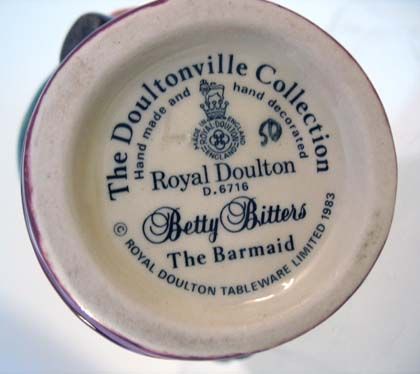 The Doultonville Collection
Hand made and hand decorated
MADE IN ENGLAND
ROYAL DOULTON
ENGLAND
50
Royal Doulton
D.6716
Betty Bitters
The Barmaid
© ROYAL DOULTON TABLEWARE LIMITED 1983